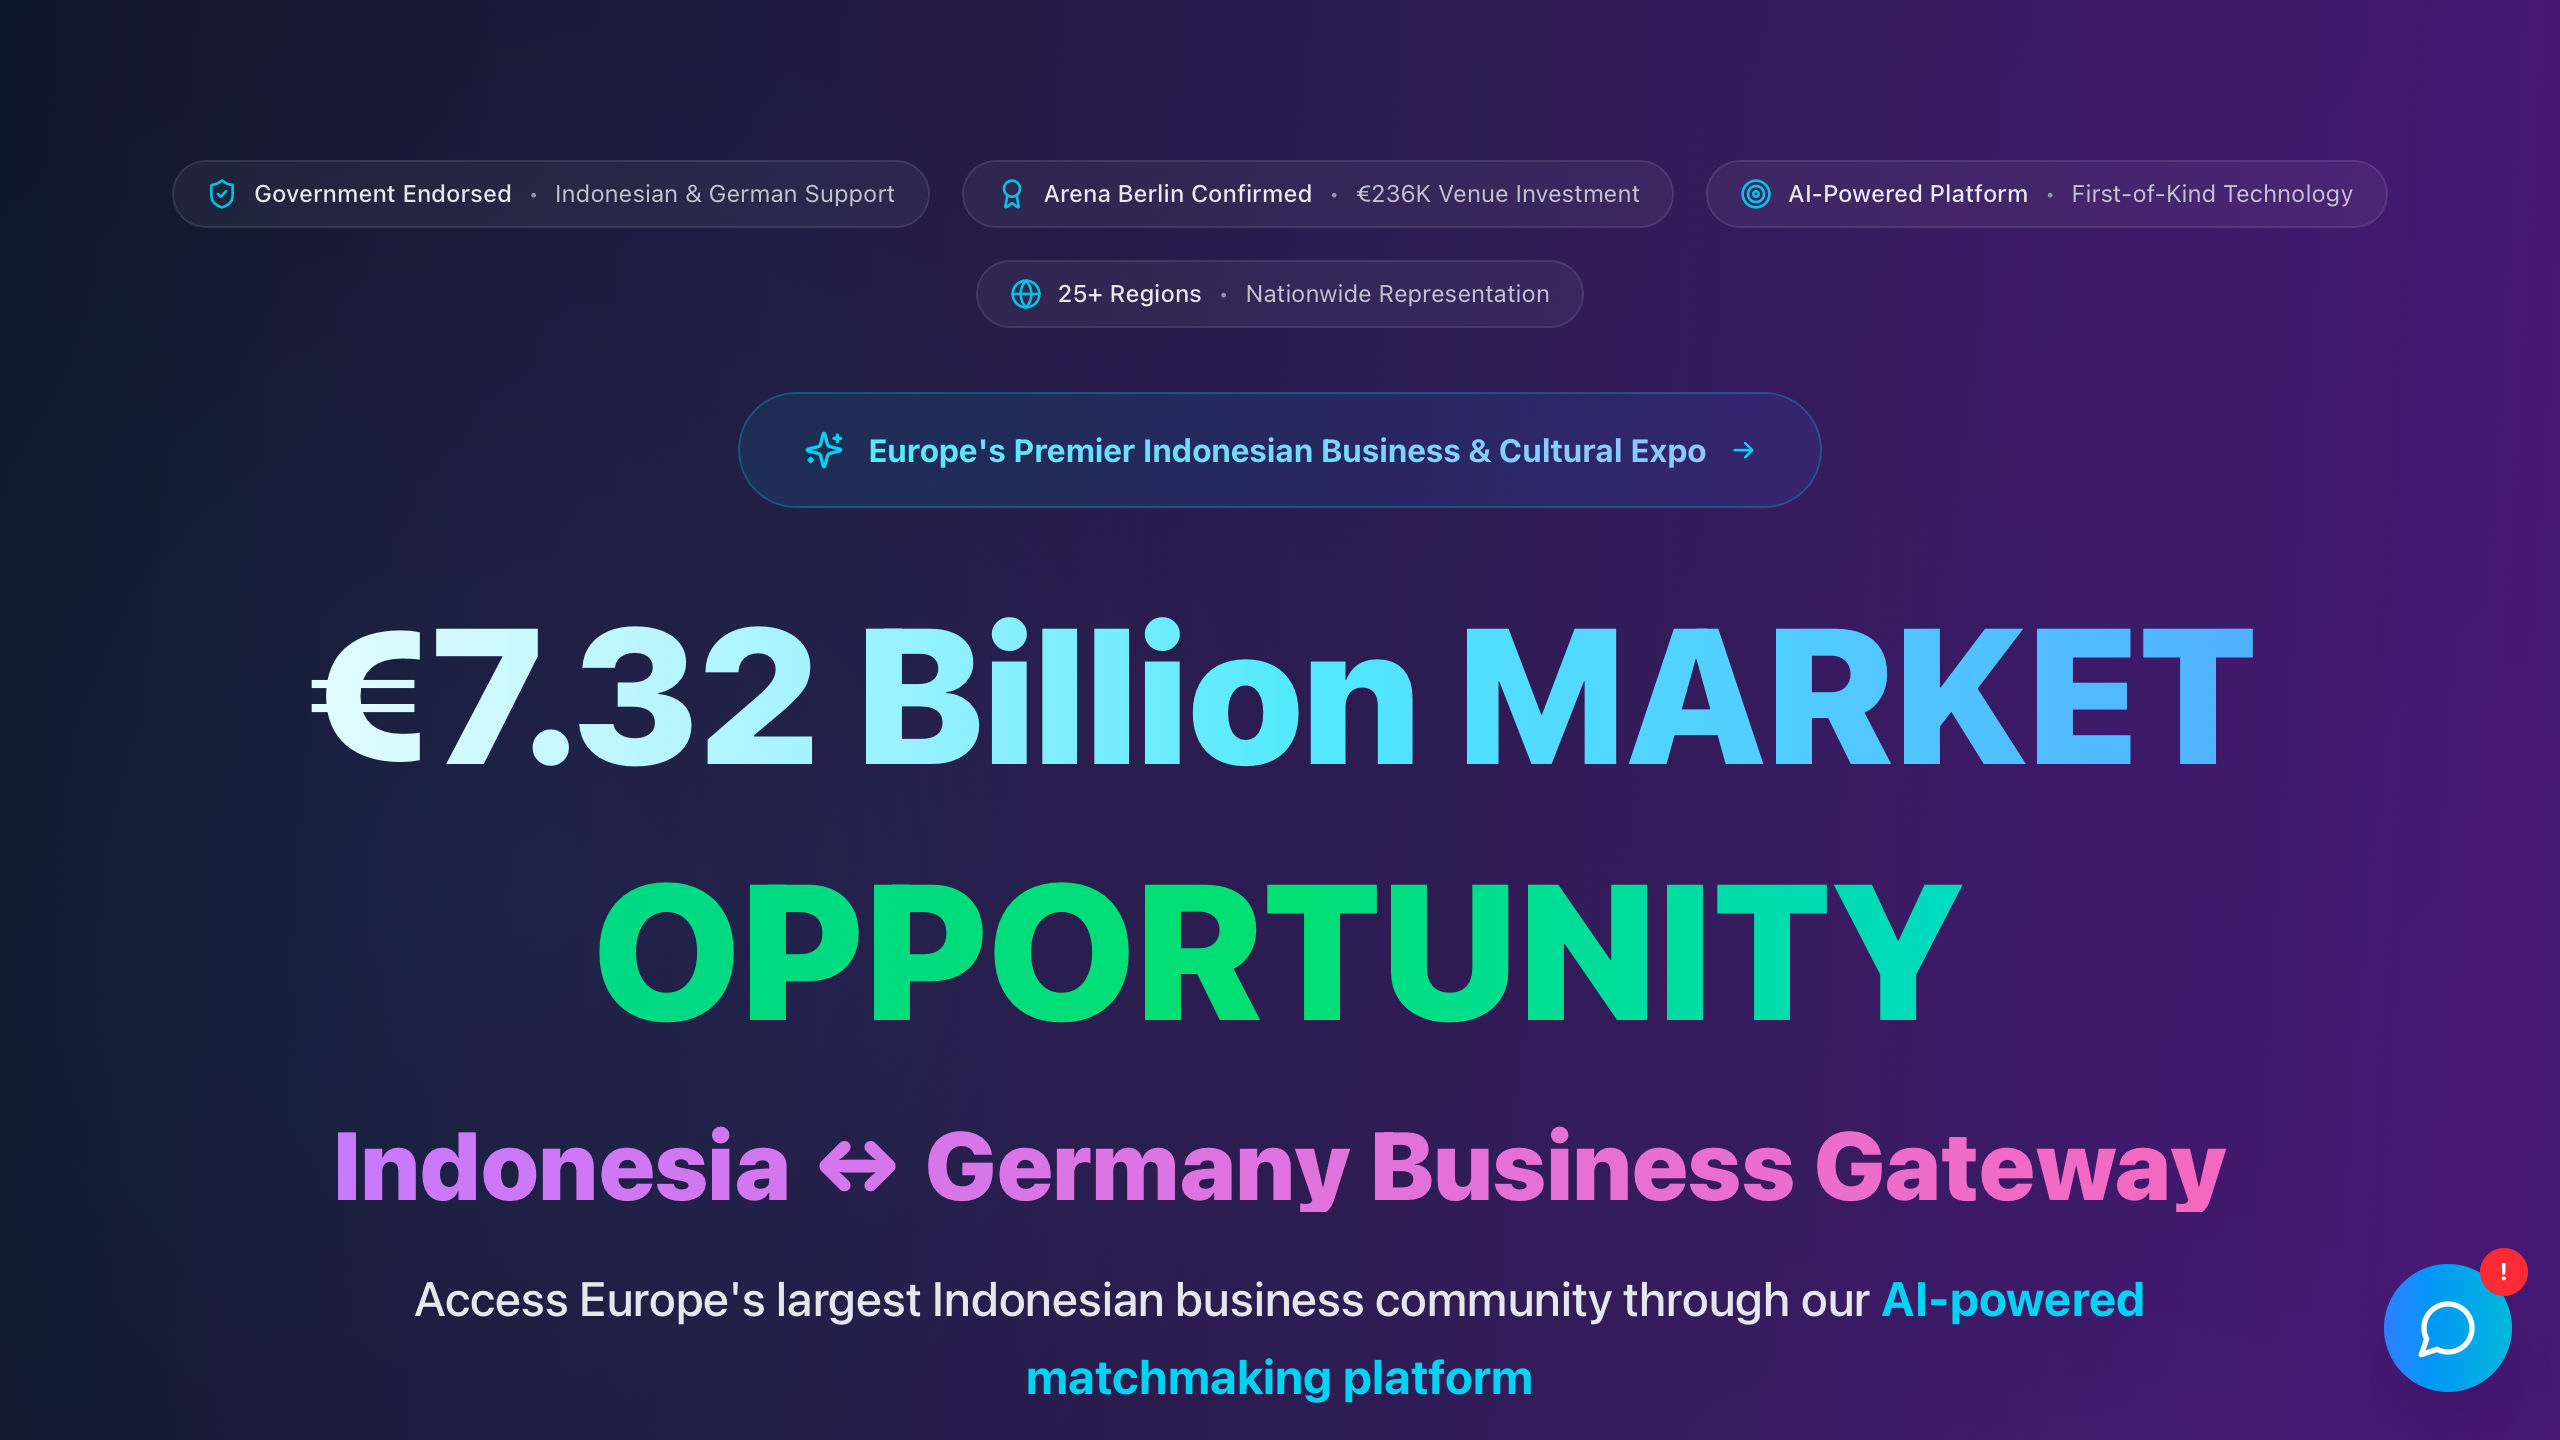 Government Endorsed • Indonesian & German Support
Arena Berlin Confirmed • €236K Venue Investment
AI-Powered Platform • First-of-Kind Technology
25+ Regions • Nationwide Representation
Europe's Premier Indonesian Business & Cultural Expo →
€7.32 Billion MARKET
OPPORTUNITY
Indonesia ↔ Germany Business Gateway
Access Europe's largest Indonesian business community through our AI-powered
matchmaking platform
!